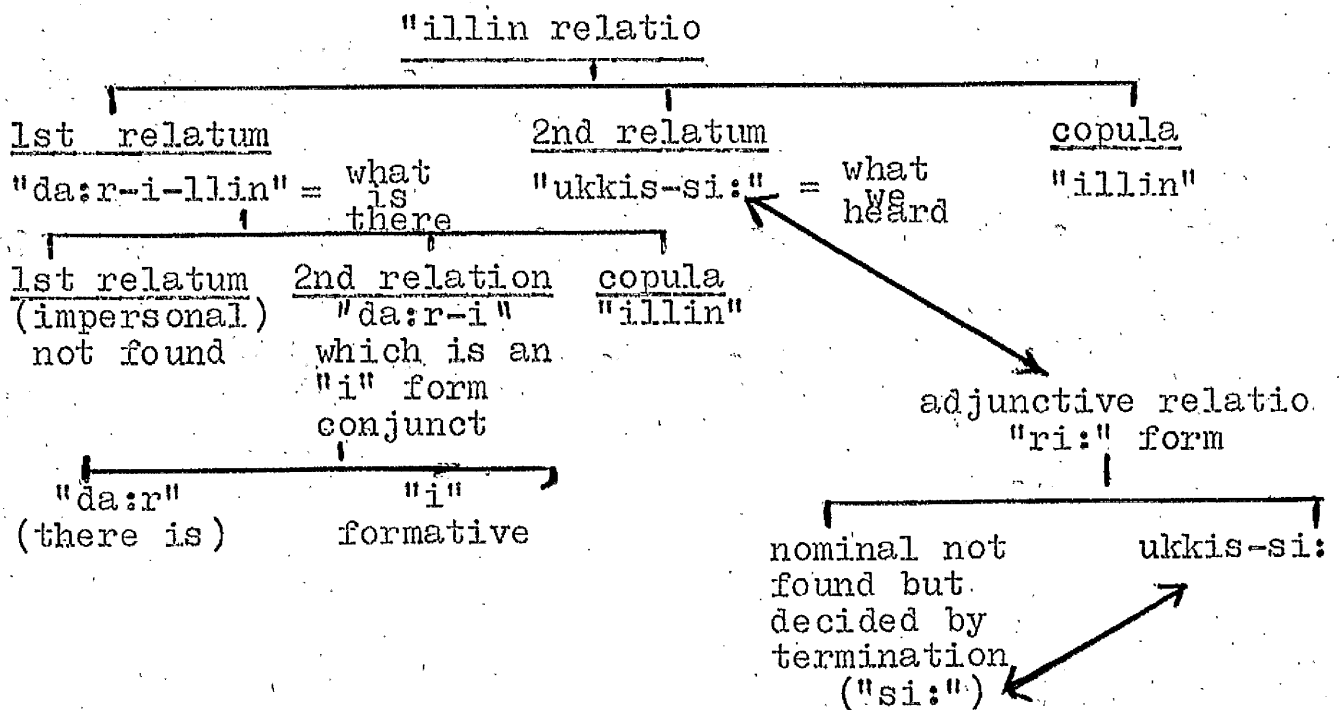 "illin relatio
1st relatum 2nd relatum copula
"da:r-i-llin" = what is there "ukkis-si:" = what we heard "illin"
1st relatum 2nd relation copula
(impersonal) "da:r-i" "illin"
not found which is an
"i" form
conjunct
adjunctive relatio
"ri:" form
"da:r" "i"
(there is) formative
nominal not ukkis-si:
found but
decided by
termination
("si:")